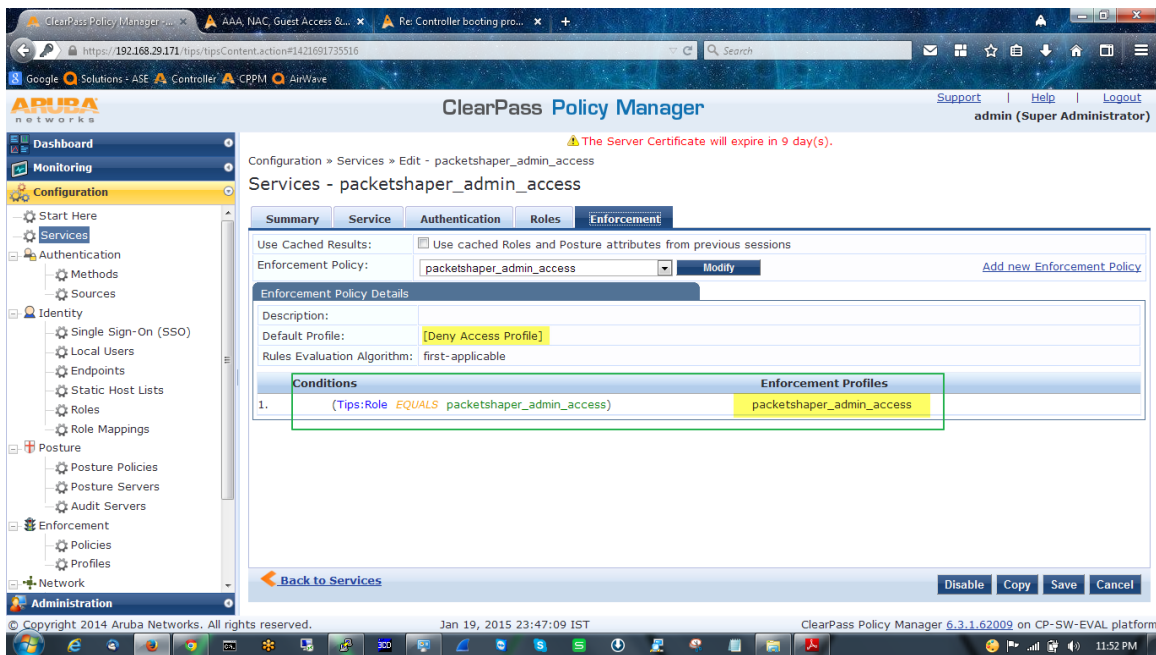 ClearPass Policy Manager - ...
AAA, NAC, Guest Access &...
Re: Controller booting pro...
https://192.168.29.171/tips/tipsContent.action#1421691735516
Search
Google
Solutions - ASE
Controller
CPPM
AirWave
ARUBA
networks
ClearPass Policy Manager
Support | Help | Logout
admin (Super Administrator)
Dashboard
Monitoring
Configuration
Start Here
Services
Authentication
Methods
Sources
Identity
Single Sign-On (SSO)
Local Users
Endpoints
Static Host Lists
Roles
Role Mappings
Posture
Posture Policies
Posture Servers
Audit Servers
Enforcement
Policies
Profiles
Network
Administration
The Server Certificate will expire in 9 day(s).
Configuration » Services » Edit - packetshaper_admin_access
Services - packetshaper_admin_access
Summary Service Authentication Roles Enforcement
Use Cached Results: Use cached Roles and Posture attributes from previous sessions
Enforcement Policy: packetshaper_admin_access Modify Add new Enforcement Policy
Enforcement Policy Details
Description:
Default Profile: [Deny Access Profile]
Rules Evaluation Algorithm: first-applicable
Conditions Enforcement Profiles
1. (Tips:Role EQUALS packetshaper_admin_access) packetshaper_admin_access
Back to Services
Disable Copy Save Cancel
© Copyright 2014 Aruba Networks. All rights reserved. Jan 19, 2015 23:47:09 IST ClearPass Policy Manager 6.3.1.62009 on CP-SW-EVAL platform
11:52 PM